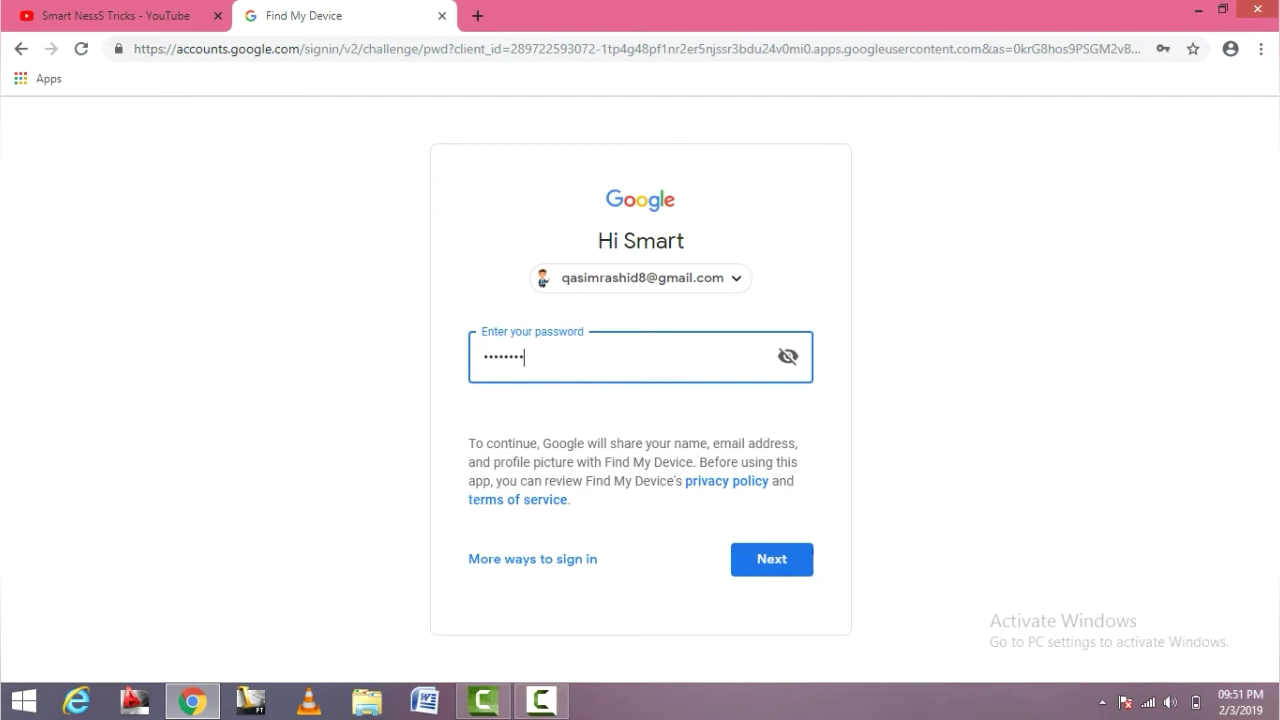 Smart NessS Tricks - YouTube
Find My Device
https://accounts.google.com/signin/v2/challenge/pwd?client_id=289722593072-1tp4g48pf1nr2er5njssr3bdu24v0mi0.apps.googleusercontent.com&as=0krG8hos9PSGM2vB...
Apps
Google
Hi Smart
qasimrashid8@gmail.com
Enter your password
••••••••
To continue, Google will share your name, email address,
and profile picture with Find My Device. Before using this
app, you can review Find My Device's privacy policy and
terms of service.
More ways to sign in
Next
Activate Windows
Go to PC settings to activate Windows.
FT
09:51 PM
2/3/2019